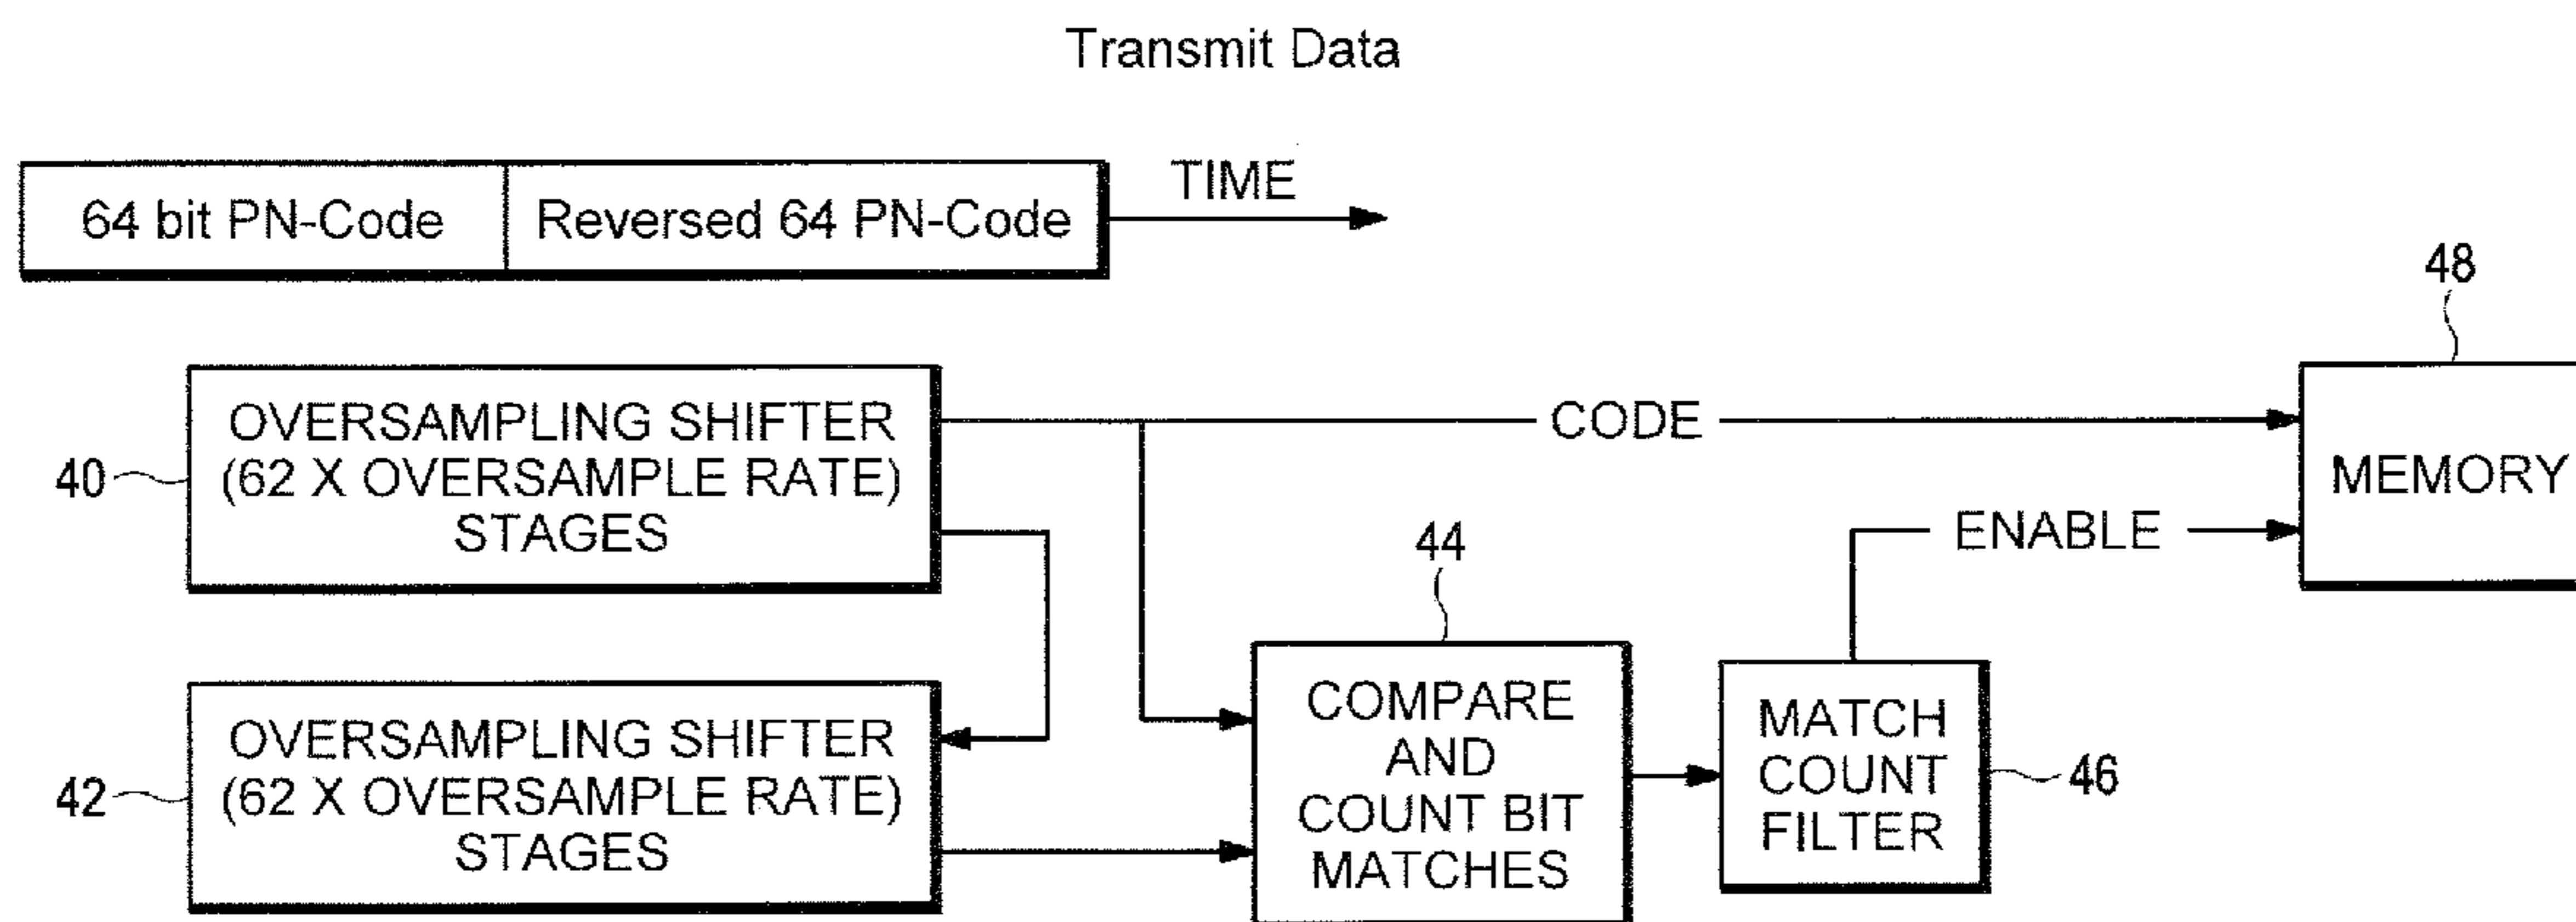 Transmit Data
64 bit PN-Code
Reversed 64 PN-Code
TIME
48
OVERSAMPLING SHIFTER
(62 X OVERSAMPLE RATE)
STAGES
40
CODE
MEMORY
ENABLE
44
OVERSAMPLING SHIFTER
(62 X OVERSAMPLE RATE)
STAGES
42
COMPARE
AND
COUNT BIT
MATCHES
MATCH
COUNT
FILTER
46